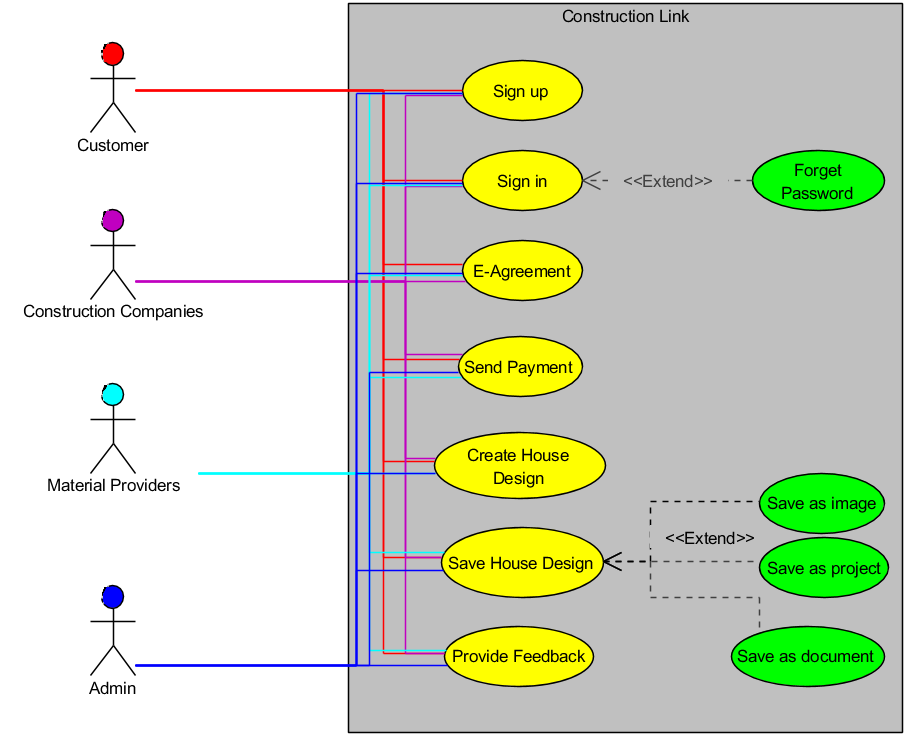 Construction Link
Customer
Sign up
Sign in
<<Extend>>
Forget
Password
Construction Companies
E-Agreement
Send Payment
Material Providers
Create House
Design
Save House Design
<<Extend>>
Save as image
Save as project
Admin
Provide Feedback
Save as document